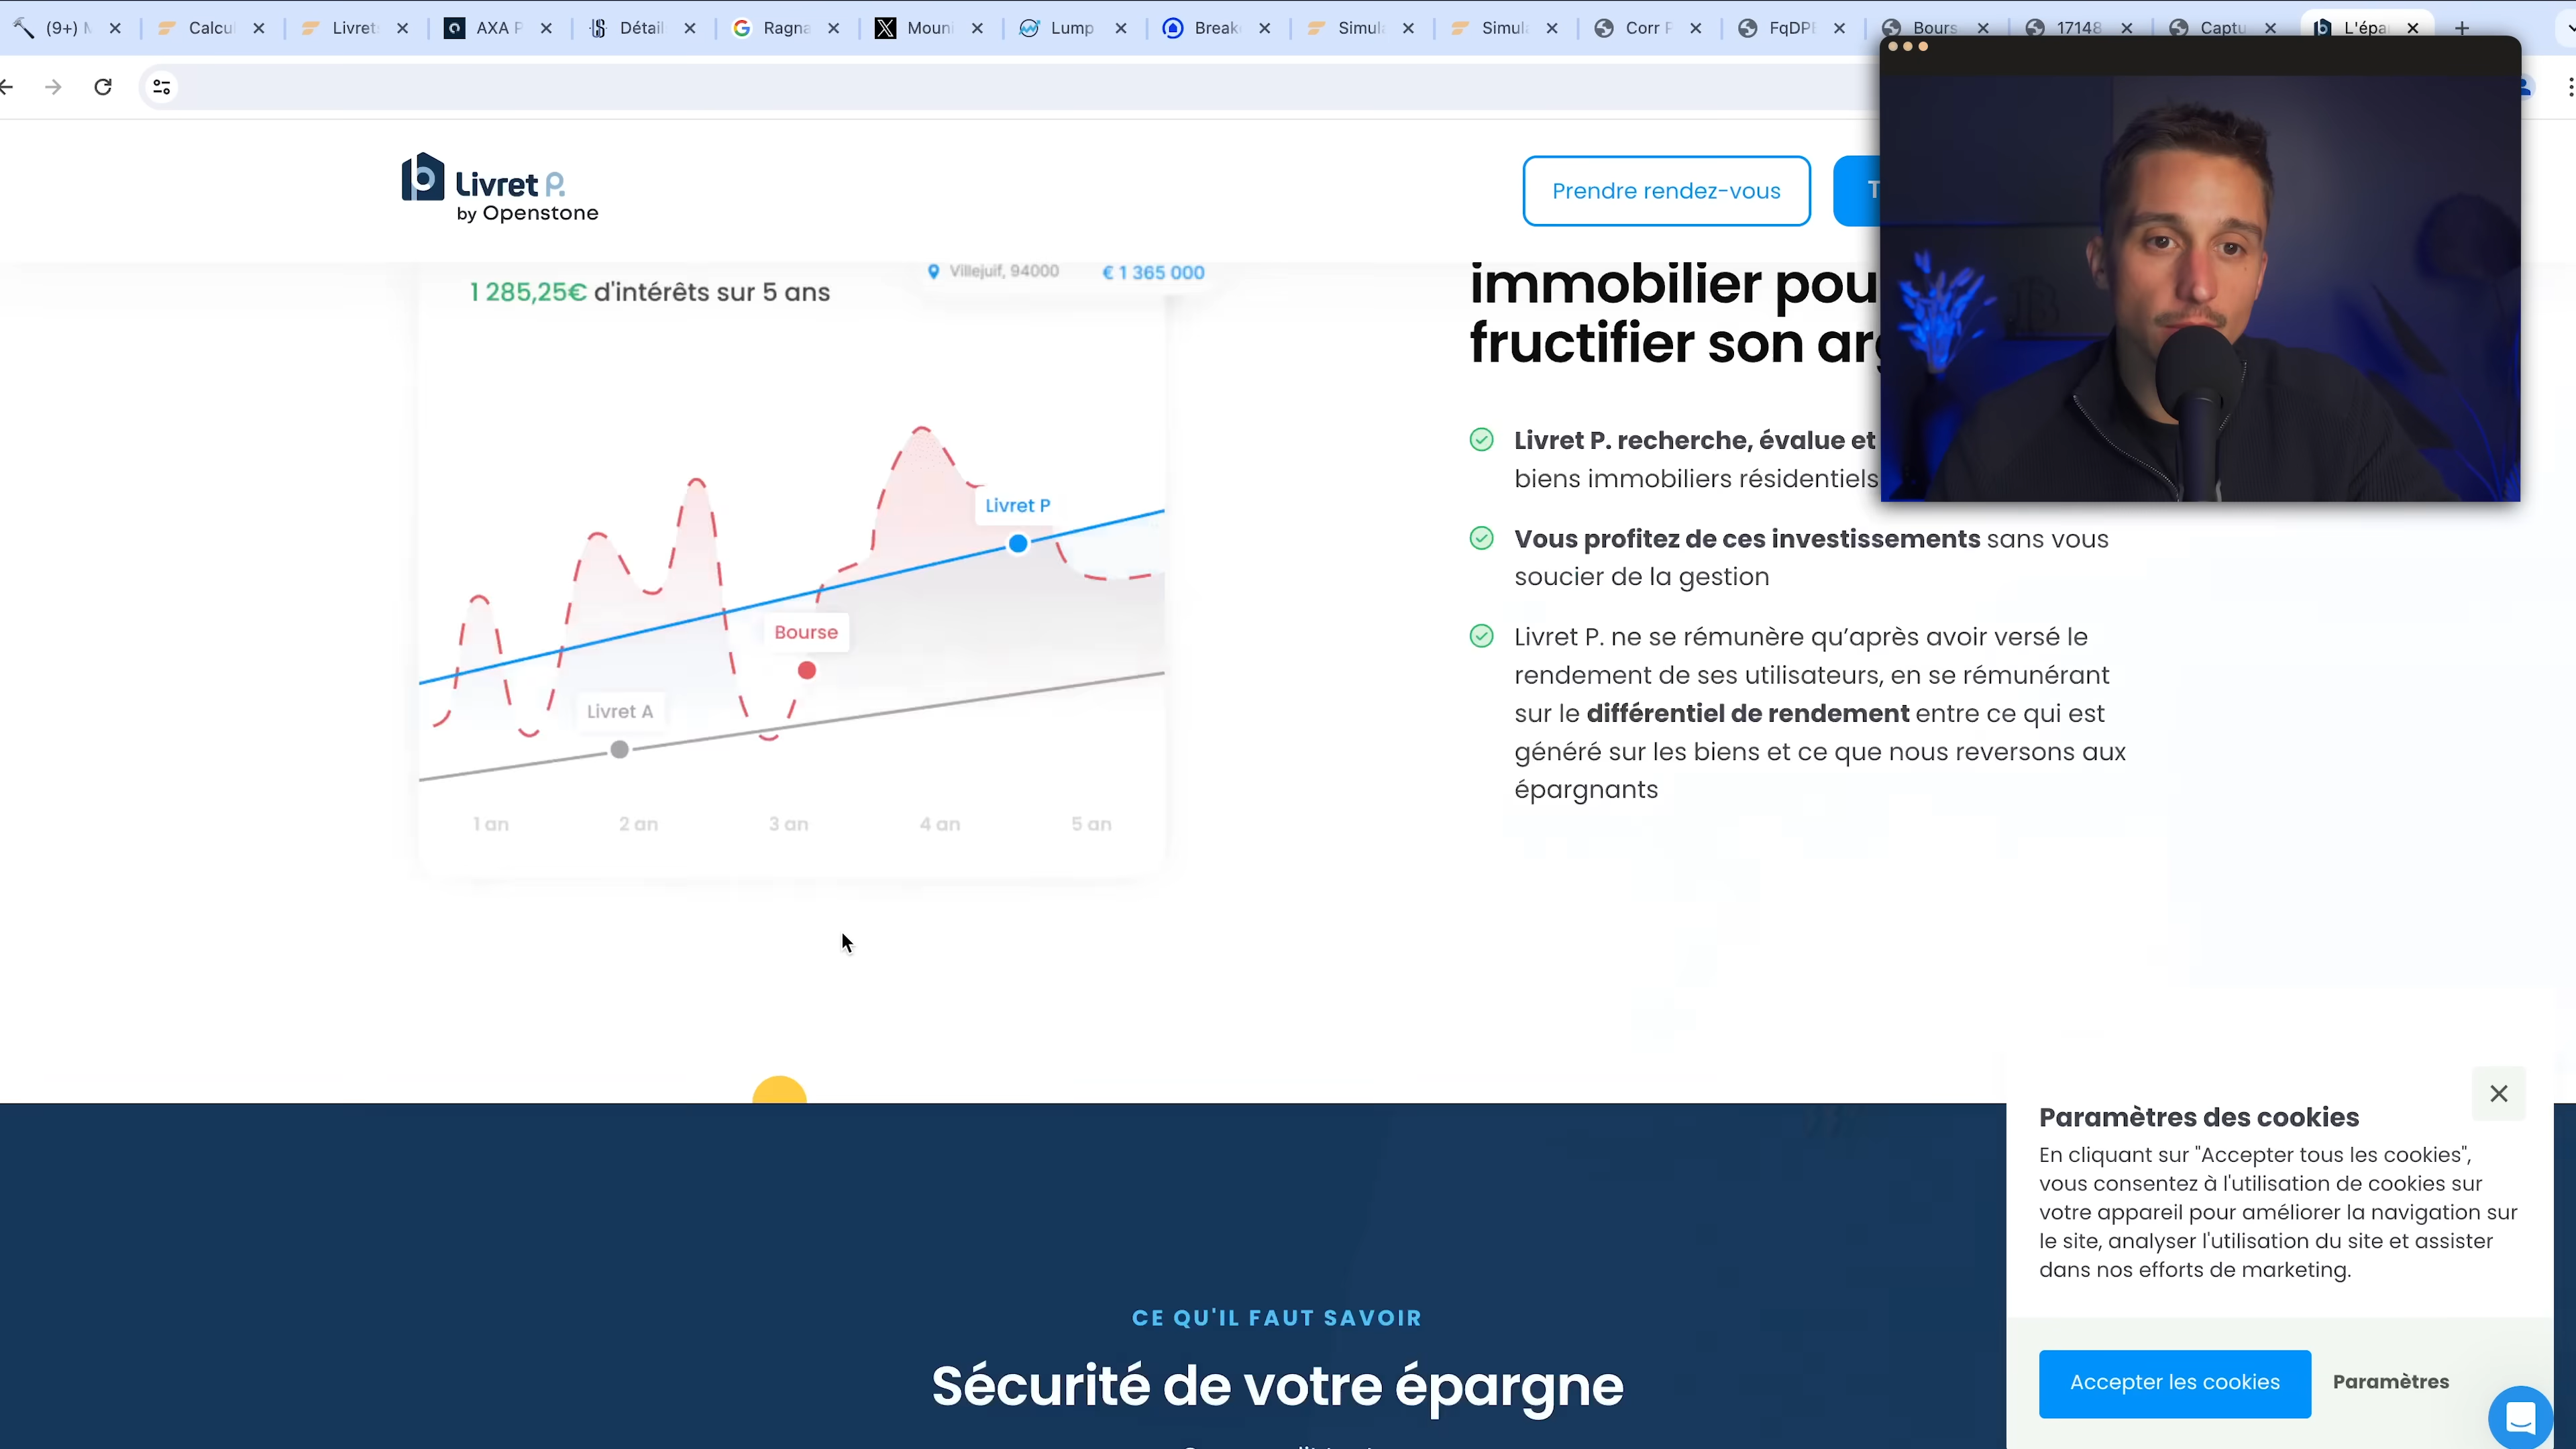 (9+)
Calcul
Livret
AXA P
Détail
Ragna
Moun
Lump
Break
Simul
Simul
Corr
FqDP
Bours
17148
Captu
L'épa
Livret P.
by Openstone
Prendre rendez-vous
T
Villejuif, 94000
€ 1 365 000
1 285,25€ d'intérêts sur 5 ans
Livret P
Bourse
Livret A
1 an
2 an
3 an
4 an
5 an
immobilier pou
fructifier son ar
Livret P. recherche, évalue et
biens immobiliers résidentiels
Vous profitez de ces investissements sans vous
soucier de la gestion
Livret P. ne se rémunère qu’après avoir versé le
rendement de ses utilisateurs, en se rémunérant
sur le différentiel de rendement entre ce qui est
généré sur les biens et ce que nous reversons aux
épargnants
CE QU'IL FAUT SAVOIR
Sécurité de votre épargne
Paramètres des cookies
En cliquant sur "Accepter tous les cookies",
vous consentez à l'utilisation de cookies sur
votre appareil pour améliorer la navigation sur
le site, analyser l'utilisation du site et assister
dans nos efforts de marketing.
Accepter les cookies
Paramètres